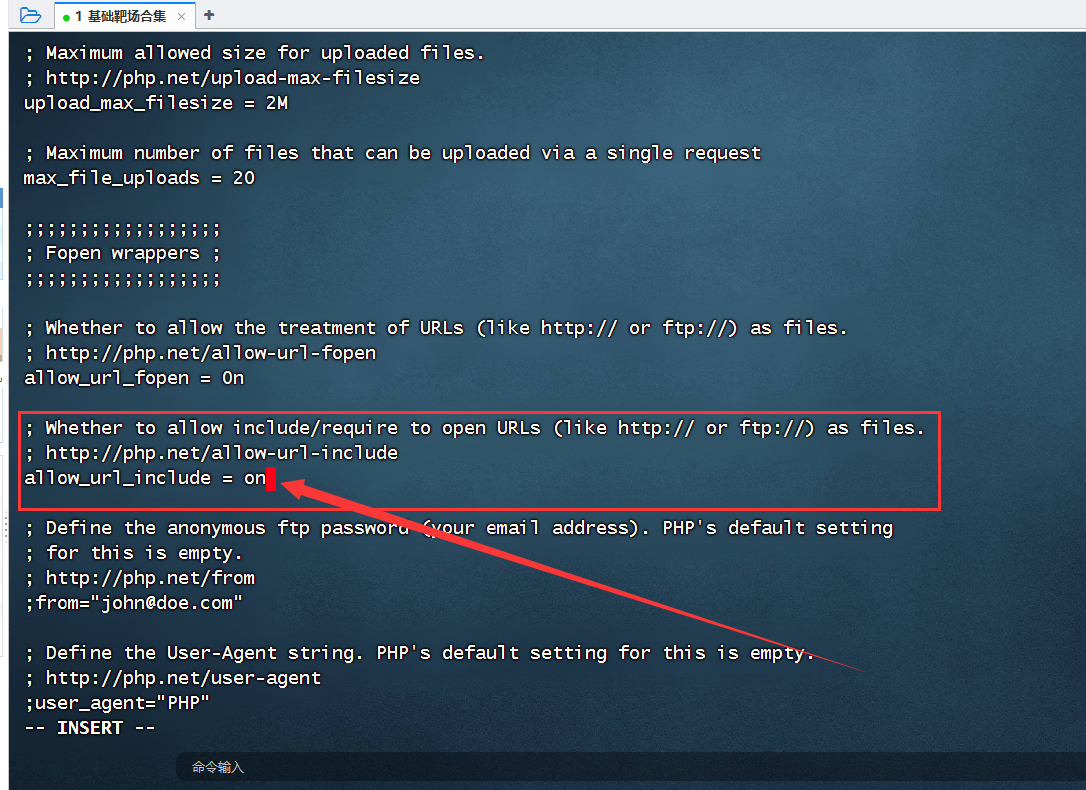 1 基础靶场合集
; Maximum allowed size for uploaded files.
; http://php.net/upload-max-filesize
upload_max_filesize = 2M
; Maximum number of files that can be uploaded via a single request
max_file_uploads = 20
;;;;;;;;;;;;;;;;;;
; Fopen wrappers ;
;;;;;;;;;;;;;;;;;;
; Whether to allow the treatment of URLs (like http:// or ftp://) as files.
; http://php.net/allow-url-fopen
allow_url_fopen = On
; Whether to allow include/require to open URLs (like http:// or ftp://) as files.
; http://php.net/allow-url-include
allow_url_include = on
; Define the anonymous ftp password (your email address). PHP's default setting
; for this is empty.
; http://php.net/from
;from="john@doe.com"
; Define the User-Agent string. PHP's default setting for this is empty.
; http://php.net/user-agent
;user_agent="PHP"
-- INSERT --
命令输入